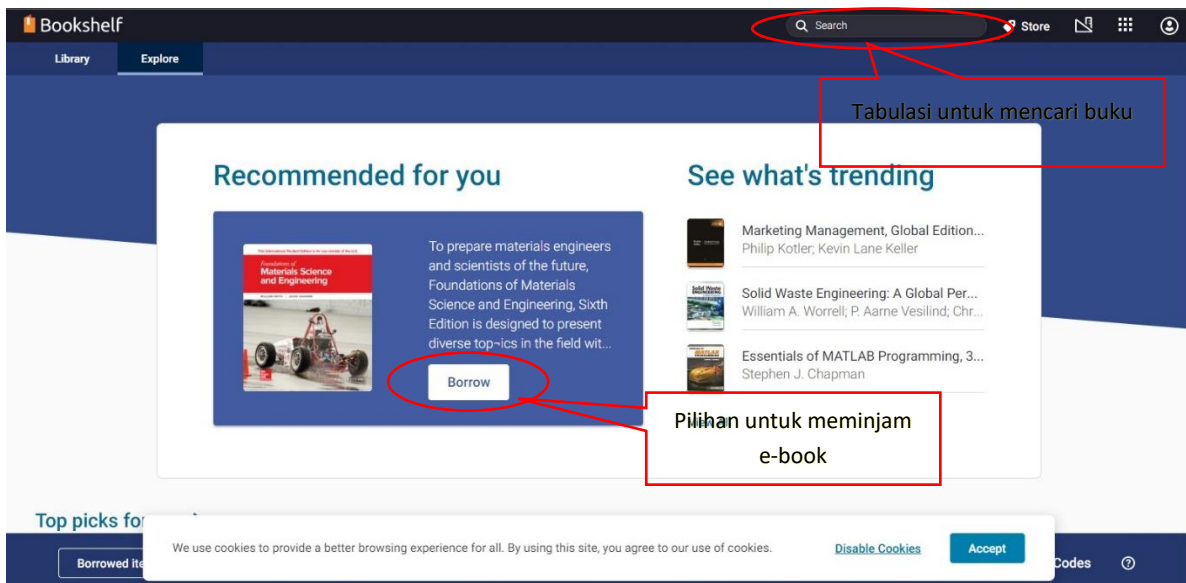 Bookshelf
Search
Store
Library
Explore
Tabulasi untuk mencari buku
Recommended for you
See what's trending
The International Student Edition is for use outside of the U.S.
Foundations of
Materials Science
and Engineering
To prepare materials engineers
and scientists of the future,
Foundations of Materials
Science and Engineering, Sixth
Edition is designed to present
diverse top¬ics in the field wit...
Borrow
Marketing Management, Global Edition...
Philip Kotler; Kevin Lane Keller
Solid Waste Engineering: A Global Per...
William A. Worrell; P. Aarne Vesilind; Chr...
Essentials of MATLAB Programming, 3...
Stephen J. Chapman
Pilihan untuk meminjam
e-book
Top picks for
We use cookies to provide a better browsing experience for all. By using this site, you agree to our use of cookies.
Disable Cookies
Accept
Borrowed Ite
Codes